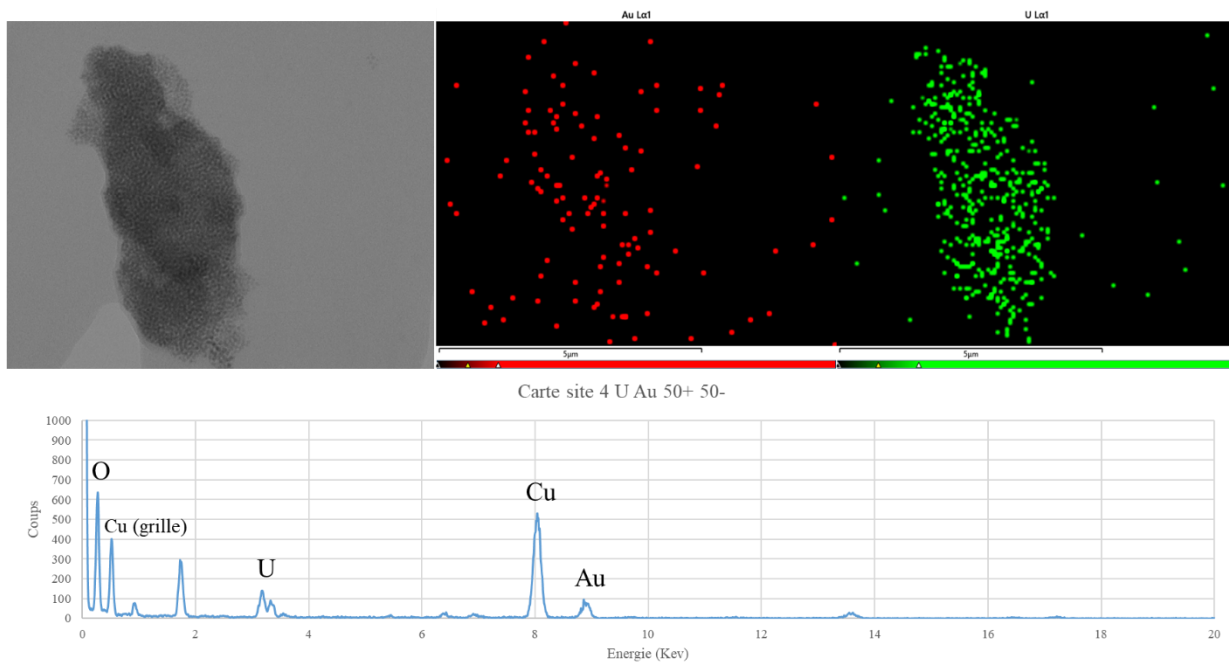 Au Lα1
U Lα1
5µm
5µm
Carte site 4 U Au 50+ 50-
1000
900
800
700
600
500
400
300
200
100
0
Coups
O
Cu (grille)
U
Cu
Au
0 2 4 6 8 10 12 14 16 18 20
Energie (Kev)